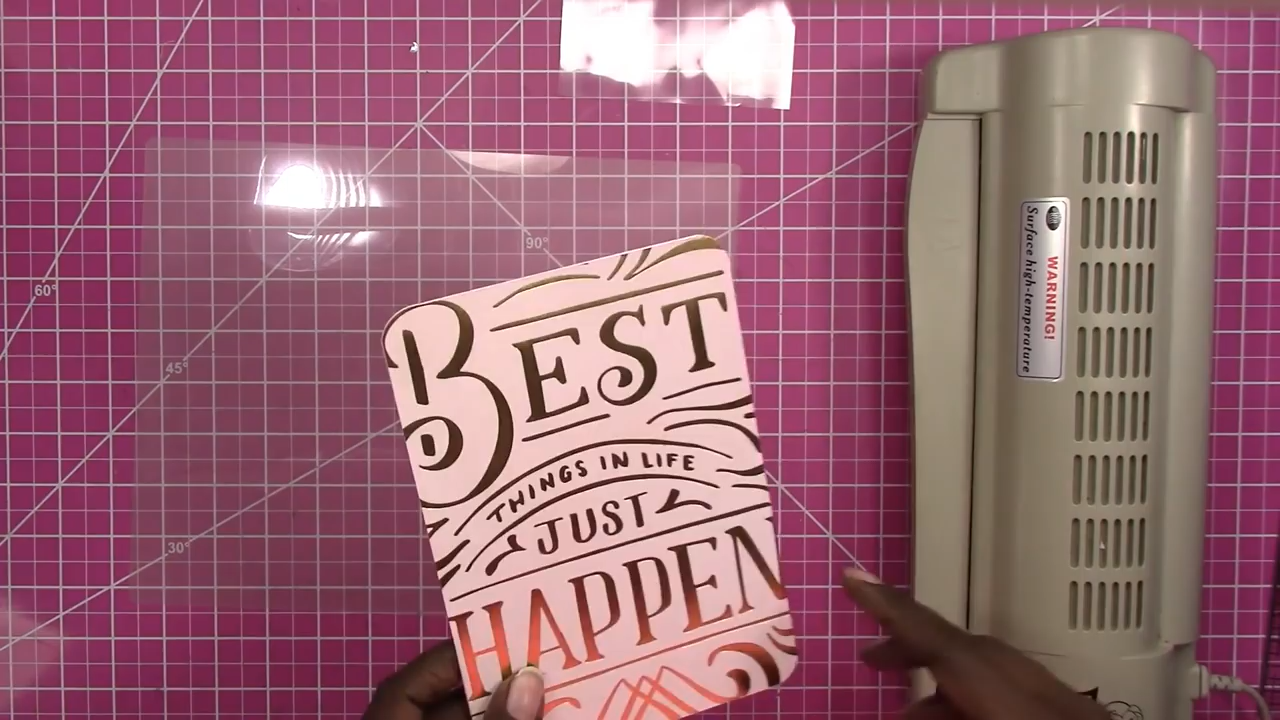 90°
60°
45°
30°
BEST
THINGS IN LIFE
JUST
HAPPEN
WARNING!
Surface high-temperature